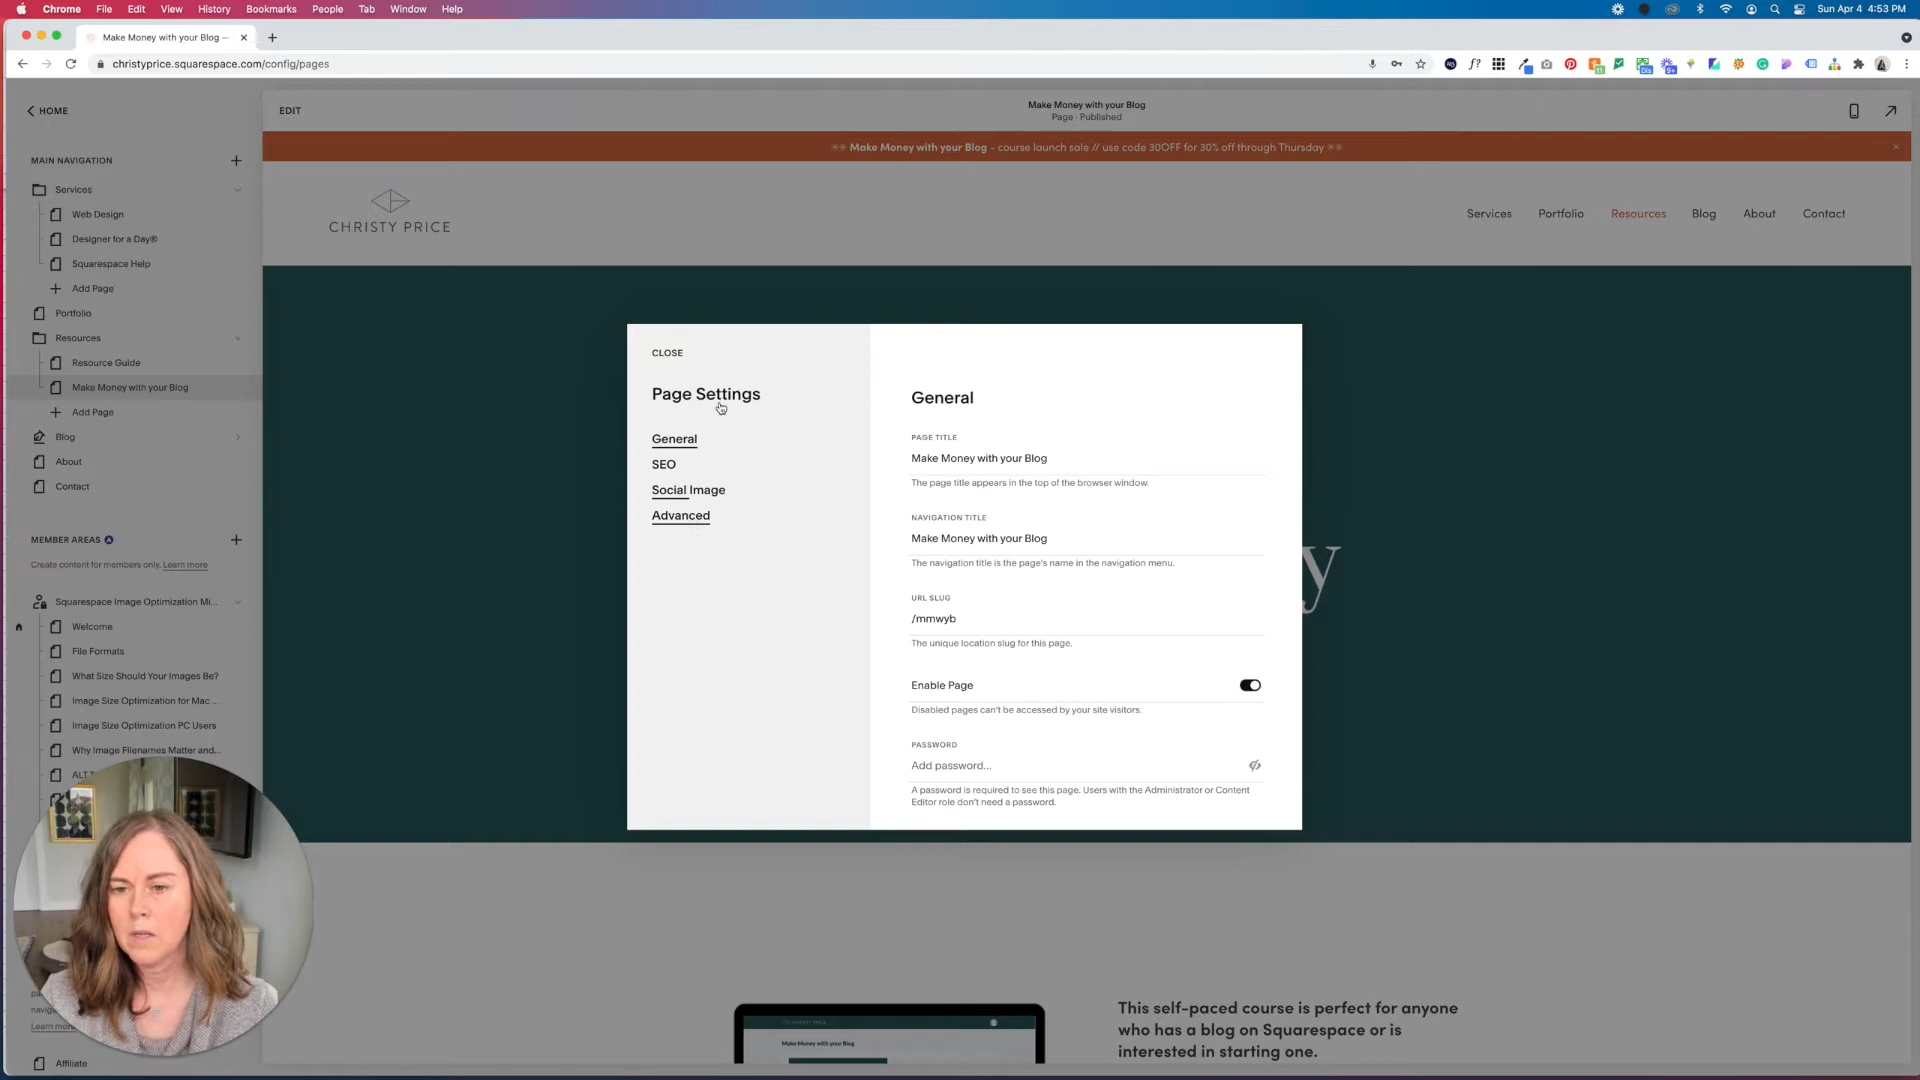 Chrome File Edit View History Bookmarks People Tab Window Help
Sun Apr 4 4:53 PM
Make Money with your Blog —
christyprice.squarespace.com/config/pages
HOME
EDIT
Make Money with your Blog
Page · Published
✳✳ Make Money with your Blog - course launch sale // use code 30OFF for 30% off through Thursday ✳✳
MAIN NAVIGATION
Services
Web Design
Designer for a Day®
Squarespace Help
Add Page
Portfolio
Resources
Resource Guide
Make Money with your Blog
Add Page
Blog
About
Contact
MEMBER AREAS
Create content for members only. Learn more
Squarespace Image Optimization Mi...
Welcome
File Formats
What Size Should Your Images Be?
Image Size Optimization for Mac ...
Image Size Optimization PC Users
Why Image Filenames Matter and...
ALT
Learn more
Affiliate
CHRISTY PRICE
Services Portfolio Resources Blog About Contact
y
CLOSE
Page Settings
General
SEO
Social Image
Advanced
General
PAGE TITLE
Make Money with your Blog
The page title appears in the top of the browser window.
NAVIGATION TITLE
Make Money with your Blog
The navigation title is the page's name in the navigation menu.
URL SLUG
/mmwyb
The unique location slug for this page.
Enable Page
Disabled pages can't be accessed by your site visitors.
PASSWORD
Add password...
A password is required to see this page. Users with the Administrator or Content
Editor role don't need a password.
CHRISTY PRICE
Make Money with your Blog
This self-paced course is perfect for anyone
who has a blog on Squarespace or is
interested in starting one.